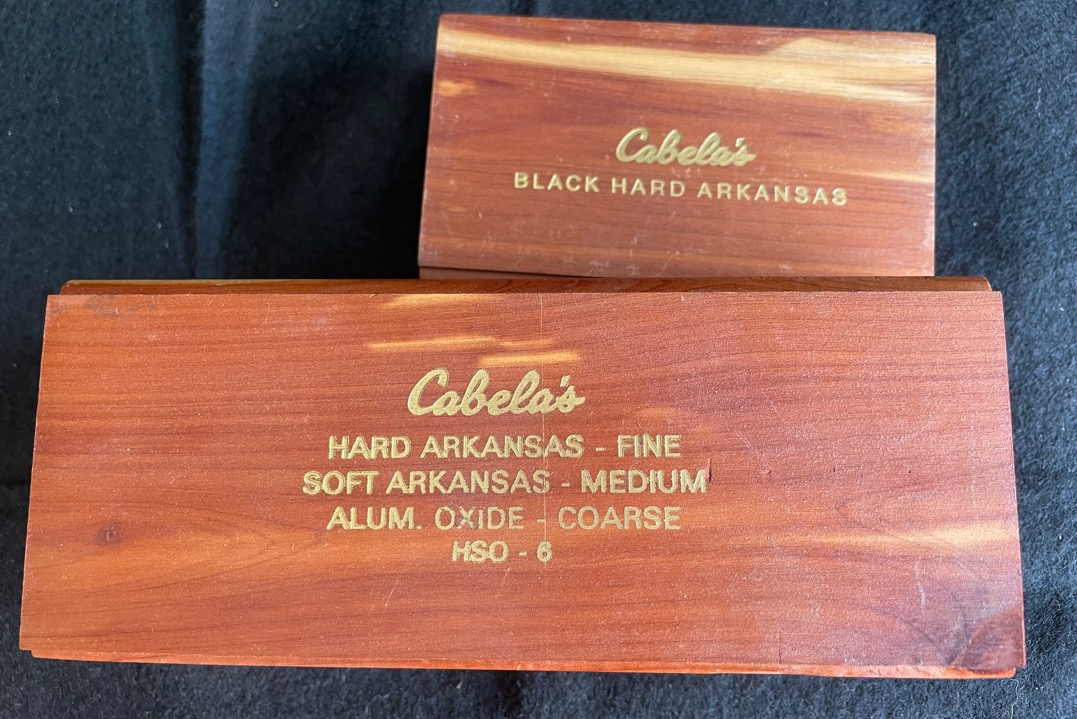 Cabela's
BLACK HARD ARKANSAS
Cabela's
HARD ARKANSAS - FINE
SOFT ARKANSAS - MEDIUM
ALUM. OXIDE - COARSE
HSO - 6